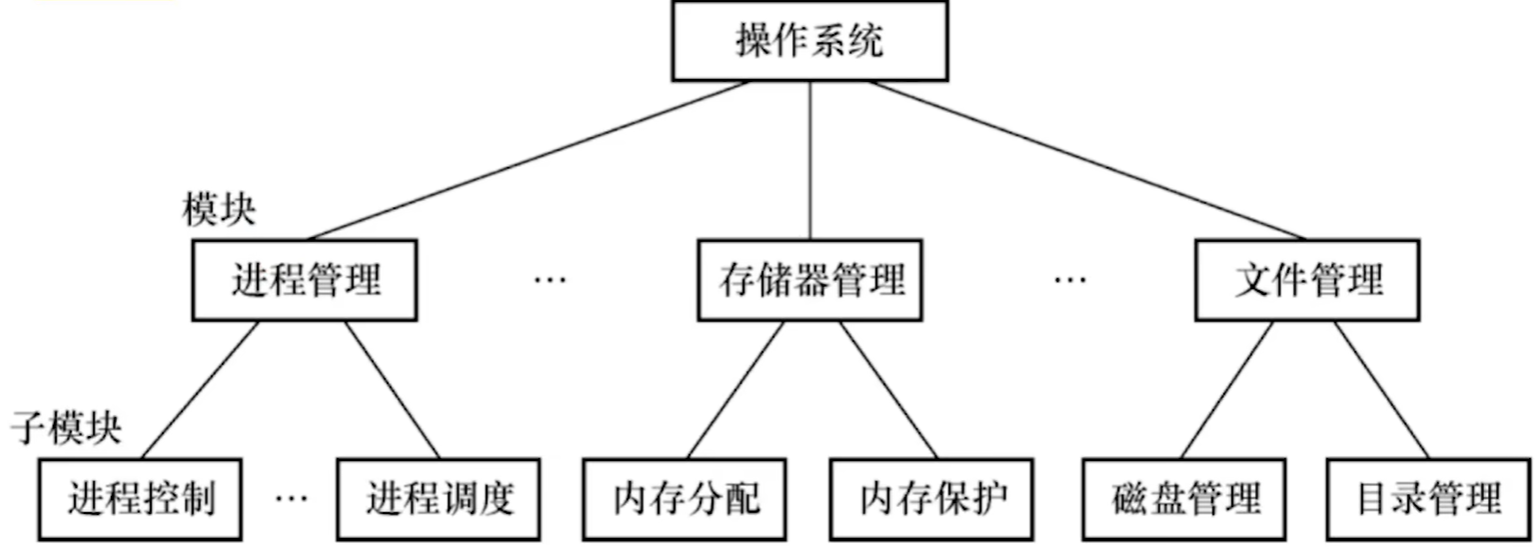 操作系统
模块
进程管理
…
存储器管理
…
文件管理
子模块
进程控制
…
进程调度
内存分配
内存保护
磁盘管理
目录管理